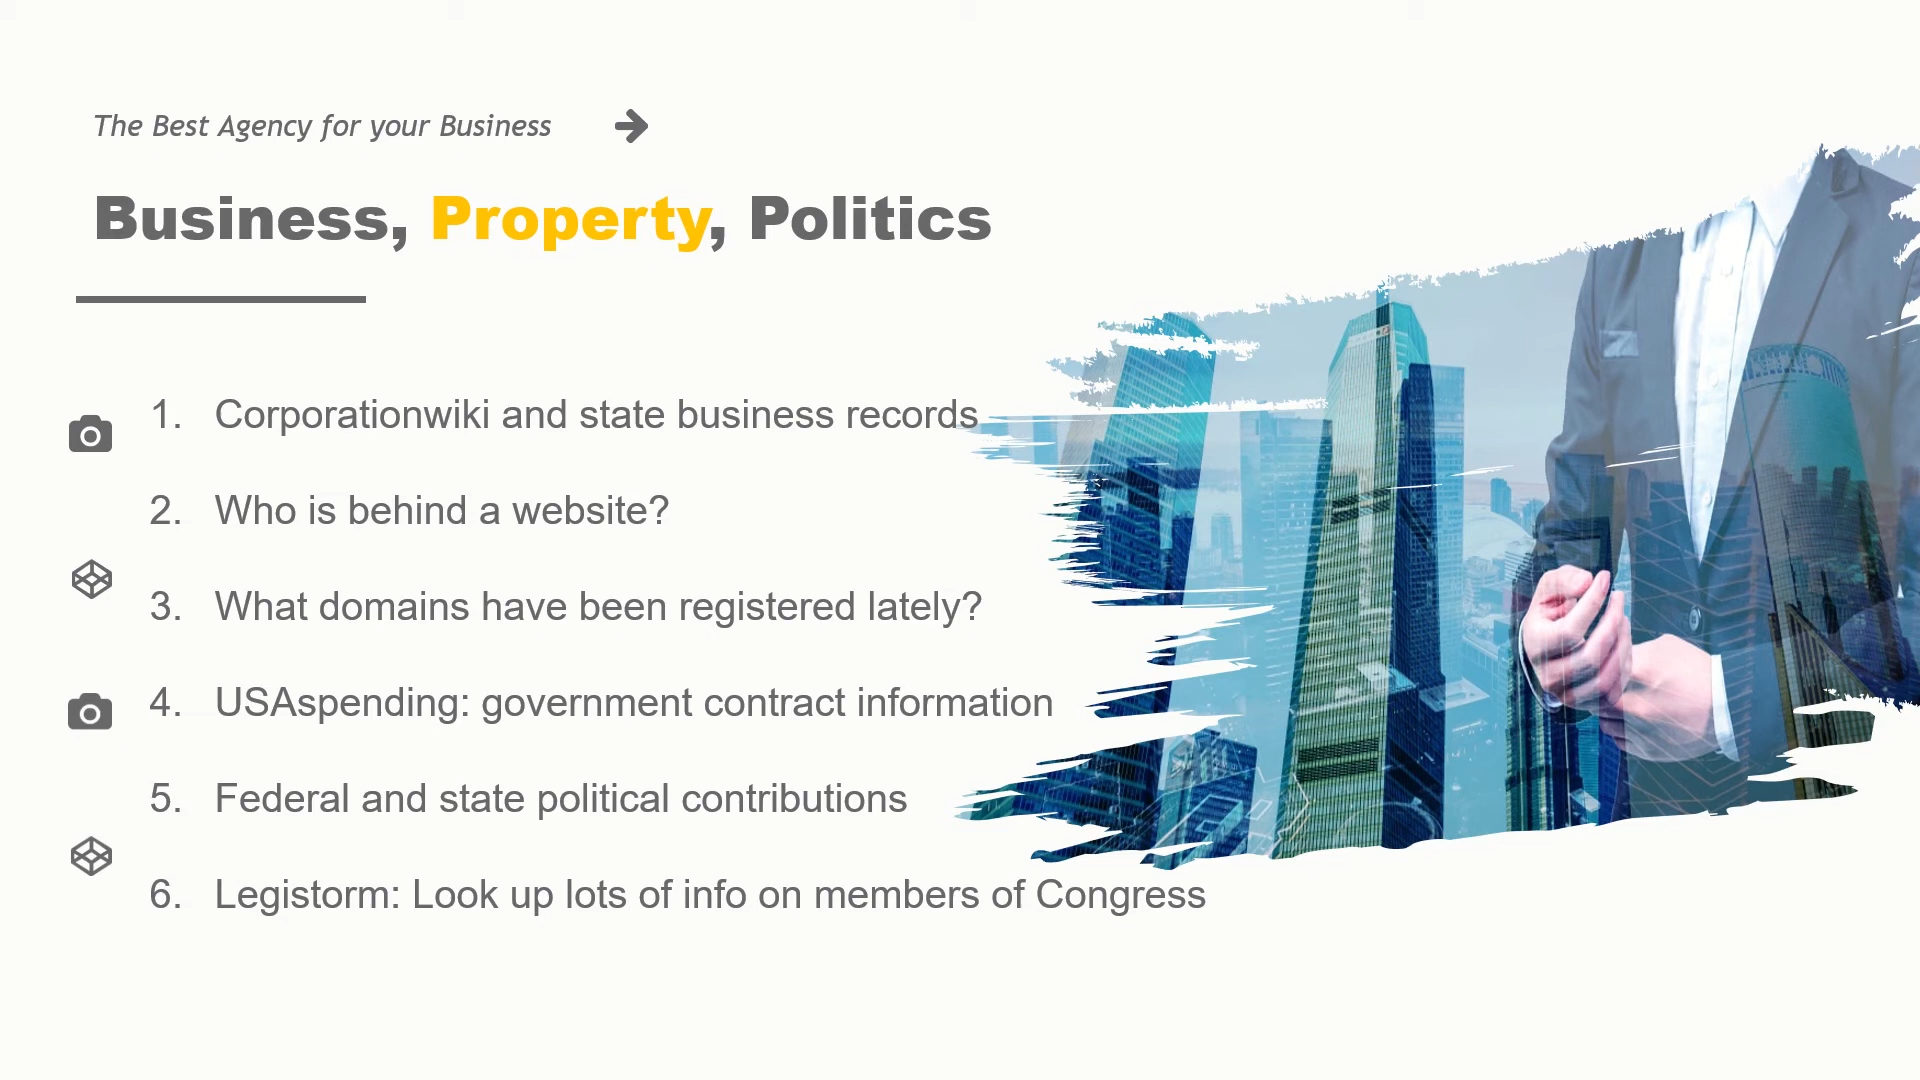 The Best Agency for your Business
Business, Property, Politics
1. Corporationwiki and state business records
2. Who is behind a website?
3. What domains have been registered lately?
4. USAspending: government contract information
5. Federal and state political contributions
6. Legistorm: Look up lots of info on members of Congress